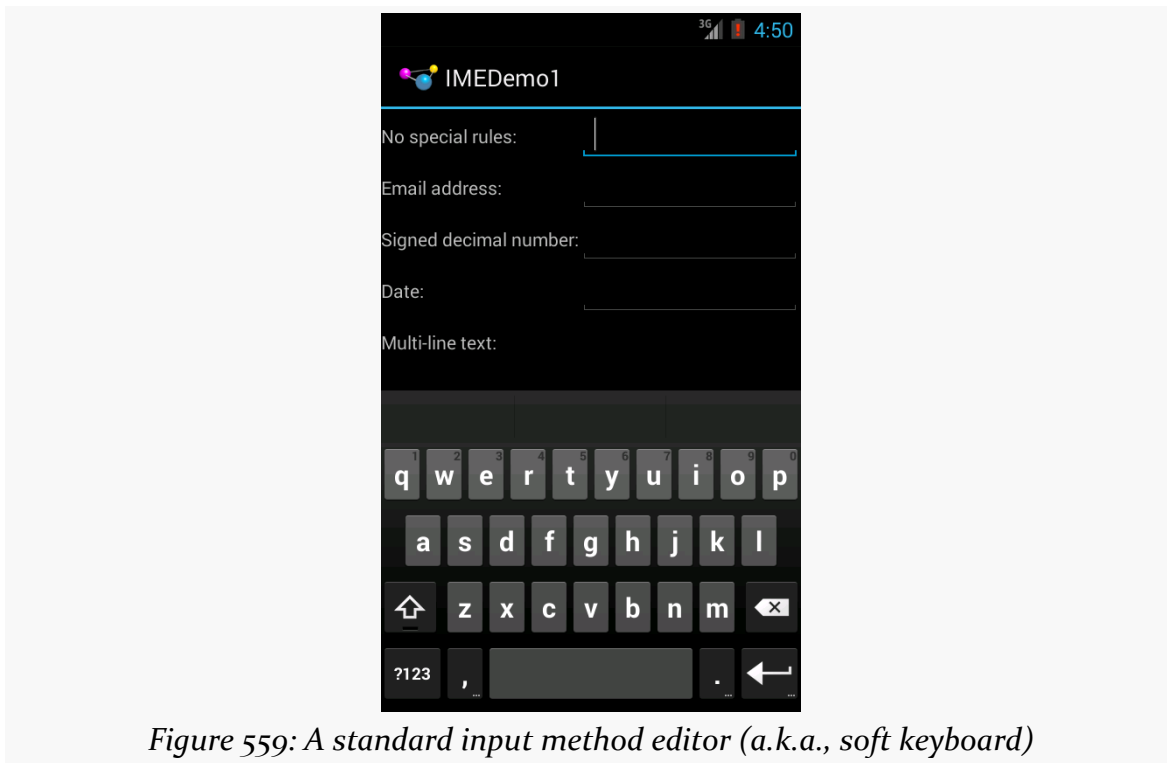 3G 4:50
IMEDemo1
No special rules:
Email address:
Signed decimal number:
Date:
Multi-line text:
1 2 3 4 5 6 7 8 9 0
q w e r t y u i o p
a s d f g h j k l
z x c v b n m
?123 , . 
Figure 559: A standard input method editor (a.k.a., soft keyboard)